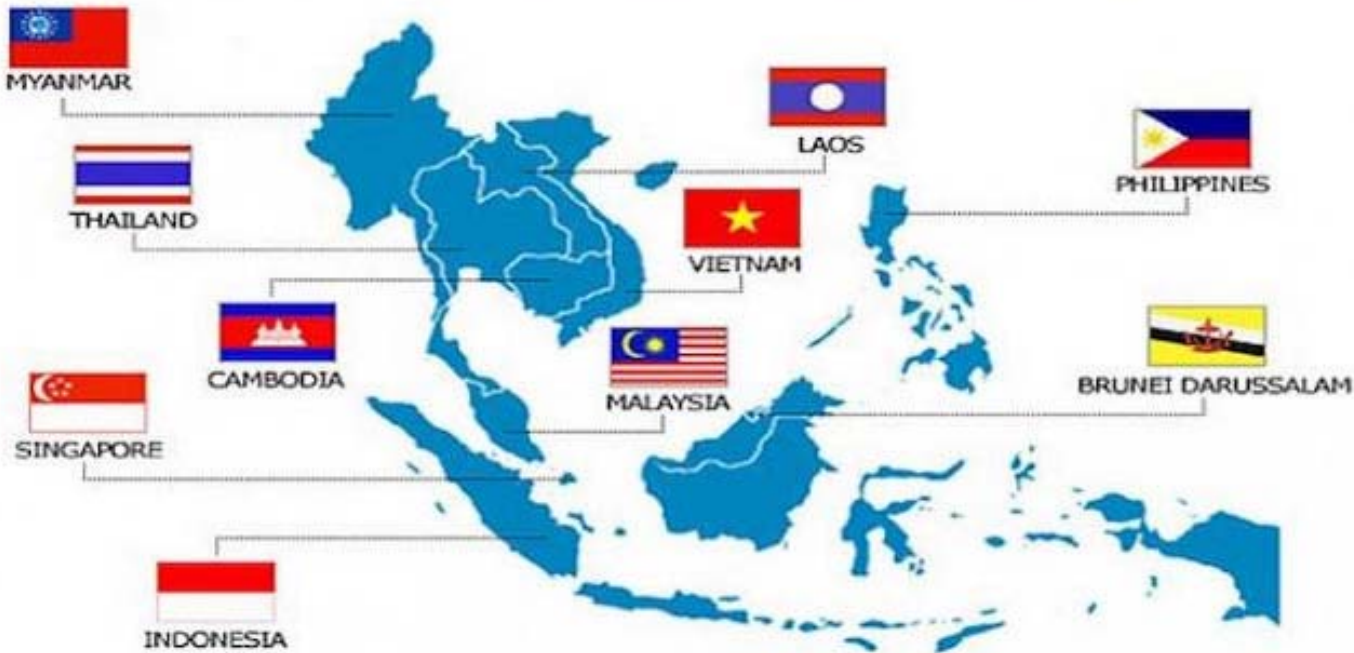 MYANMAR
LAOS
PHILIPPINES
THAILAND
VIETNAM
CAMBODIA
MALAYSIA
BRUNEI DARUSSALAM
SINGAPORE
INDONESIA